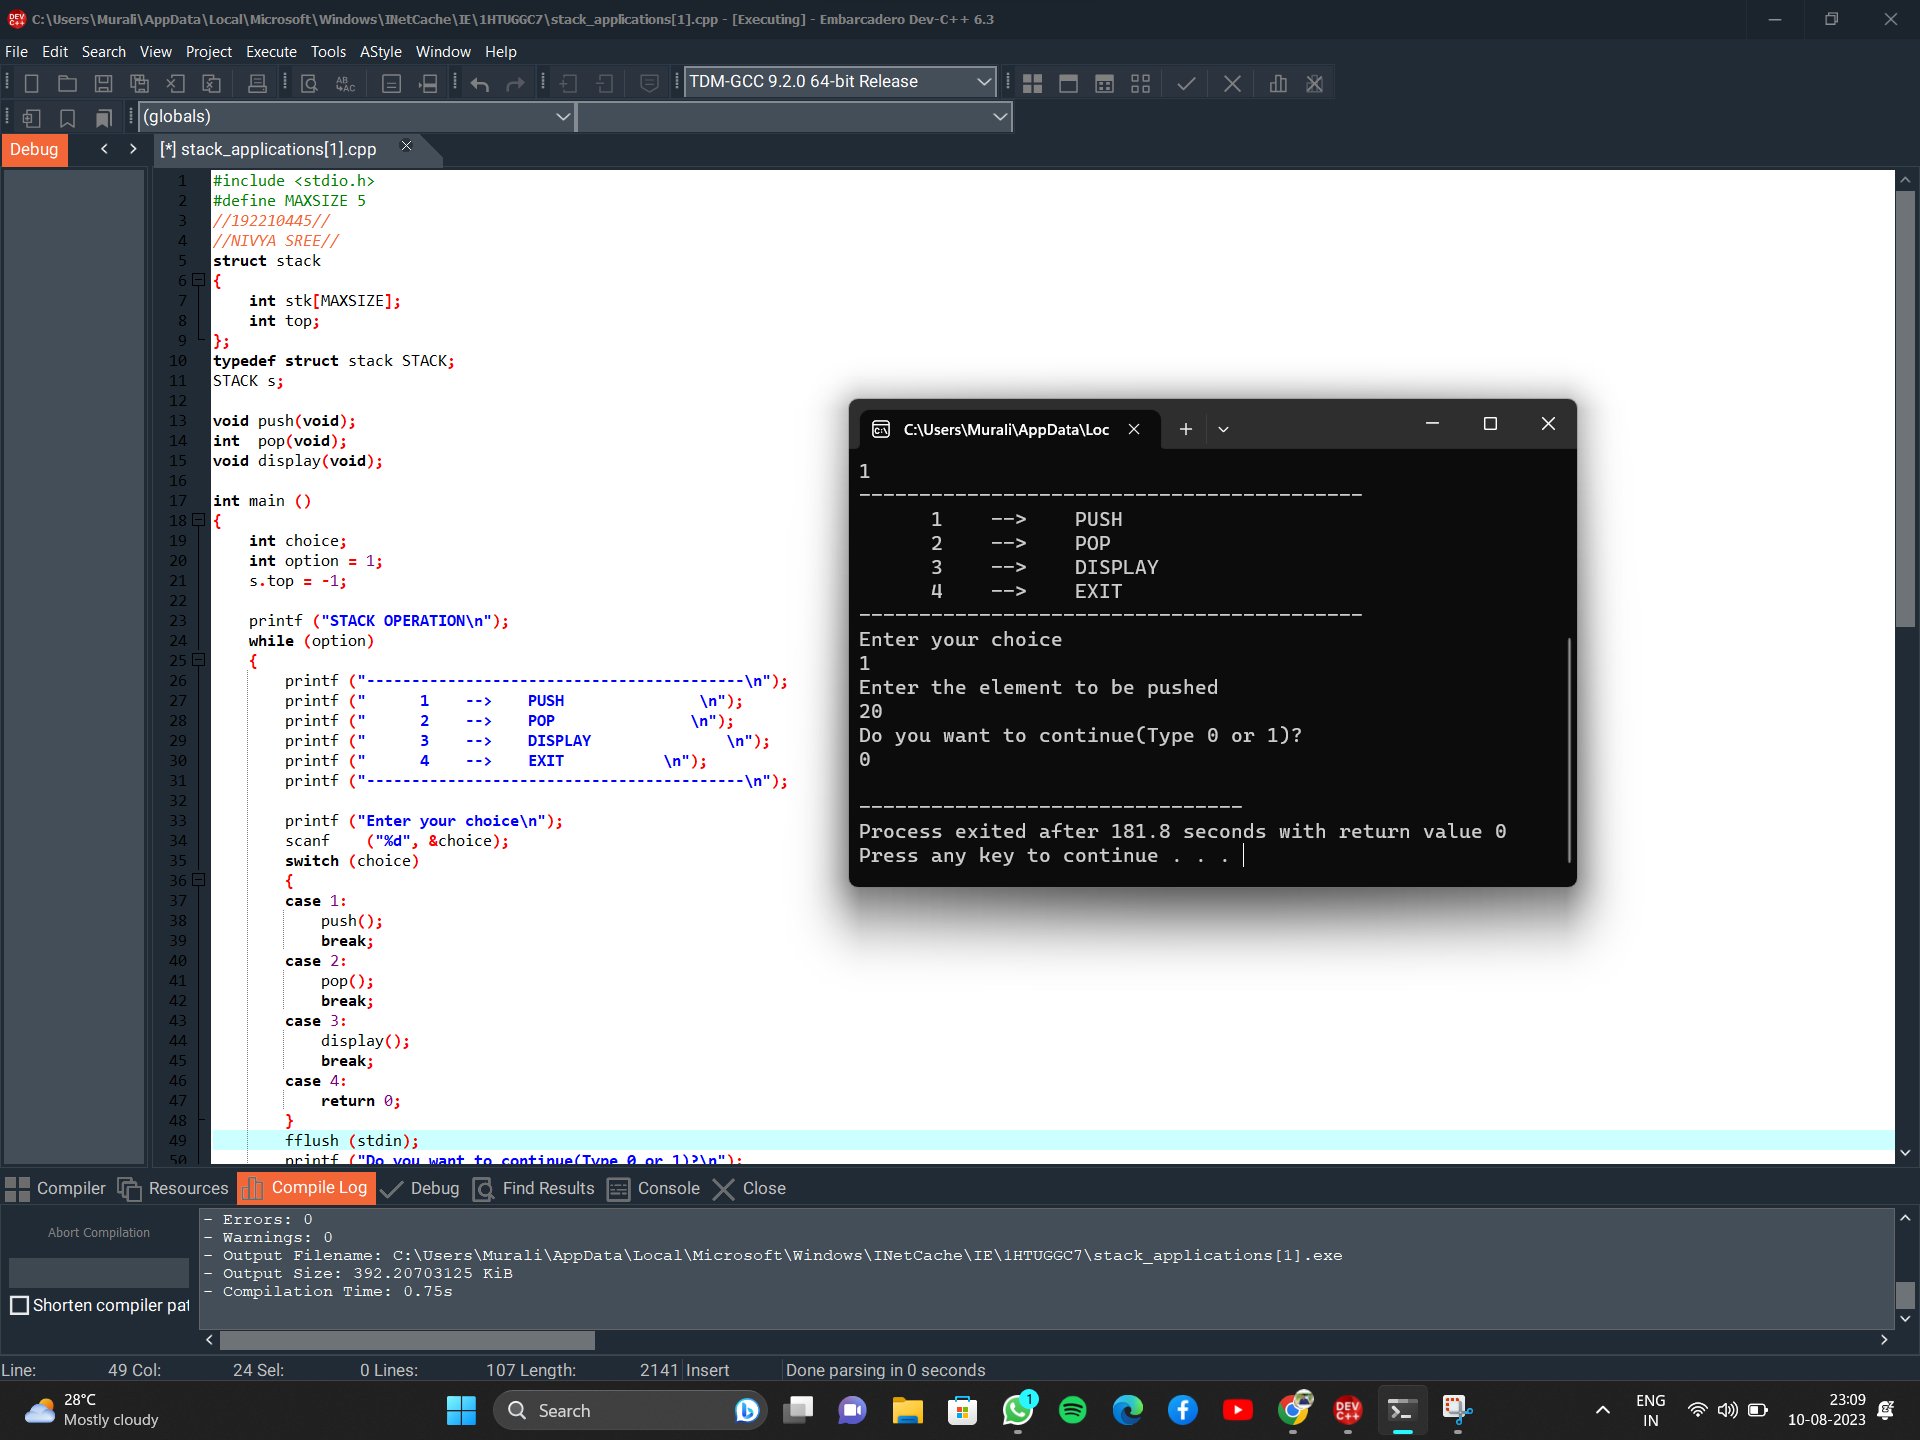 C:\Users\Murali\AppData\Local\Microsoft\Windows\INetCache\IE\1HTUGGC7\stack_applications[1].cpp - [Executing] - Embarcadero Dev-C++ 6.3
File Edit Search View Project Execute Tools AStyle Window Help
TDM-GCC 9.2.0 64-bit Release
(globals)
Debug
[*] stack_applications[1].cpp
1 #include <stdio.h>
2 #define MAXSIZE 5
3 //192210445//
4 //NIVYA SREE//
5 struct stack
6 {
7 int stk[MAXSIZE];
8 int top;
9 };
10 typedef struct stack STACK;
11 STACK s;
12
13 void push(void);
14 int  pop(void);
15 void display(void);
16
17 int main ()
18 {
19 int choice;
20 int option = 1;
21 s.top = -1;
22
23 printf ("STACK OPERATION\n");
24 while (option)
25 {
26 printf ("------------------------------------------\n");
27 printf ("      1    -->    PUSH               \n");
28 printf ("      2    -->    POP               \n");
29 printf ("      3    -->    DISPLAY               \n");
30 printf ("      4    -->    EXIT           \n");
31 printf ("------------------------------------------\n");
32
33 printf ("Enter your choice\n");
34 scanf    ("%d", &choice);
35 switch (choice)
36 {
37 case 1:
38 push();
39 break;
40 case 2:
41 pop();
42 break;
43 case 3:
44 display();
45 break;
46 case 4:
47 return 0;
48 }
49 fflush (stdin);
50 printf ("Do you want to continue(Type 0 or 1)?\n");
C:\Users\Murali\AppData\Loc
1
------------------------------------------
1    -->    PUSH
2    -->    POP
3    -->    DISPLAY
4    -->    EXIT
------------------------------------------
Enter your choice
1
Enter the element to be pushed
20
Do you want to continue(Type 0 or 1)?
0
--------------------------------
Process exited after 181.8 seconds with return value 0
Press any key to continue . . .
Compiler Resources Compile Log Debug Find Results Console Close
Abort Compilation
Shorten compiler pat
- Errors: 0
- Warnings: 0
- Output Filename: C:\Users\Murali\AppData\Local\Microsoft\Windows\INetCache\IE\1HTUGGC7\stack_applications[1].exe
- Output Size: 392.20703125 KiB
- Compilation Time: 0.75s
Line: 49 Col: 24 Sel: 0 Lines: 107 Length: 2141 Insert Done parsing in 0 seconds
28°C
Mostly cloudy
Search
1
DEV C++
ENG
IN
23:09
10-08-2023